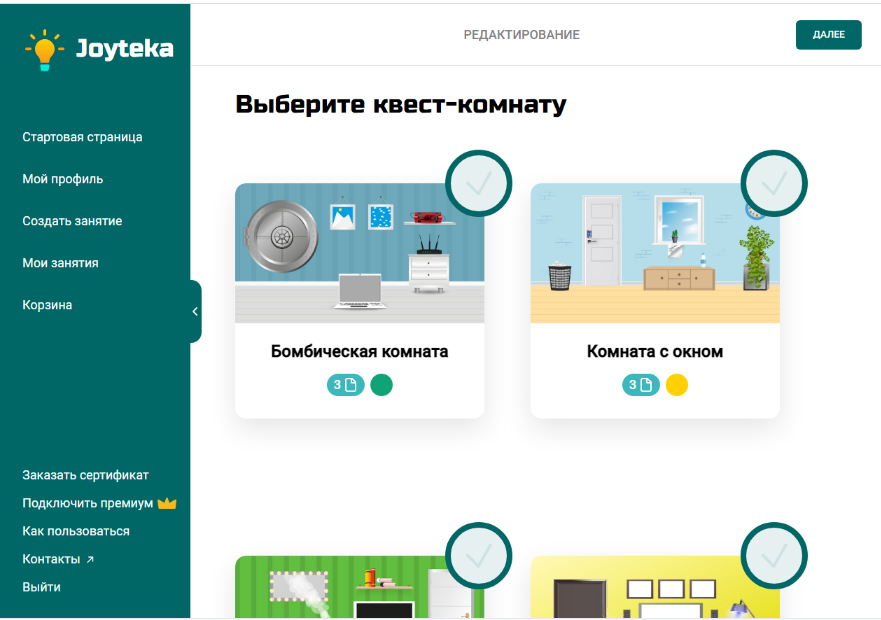 Joyteka
РЕДАКТИРОВАНИЕ
ДАЛЕЕ
Выберите квест-комнату
Стартовая страница
Мой профиль
Создать занятие
Мои занятия
Корзина
Бомбическая комната
3
Комната с окном
3
Заказать сертификат
Подключить премиум
Как пользоваться
Контакты ↗
Выйти